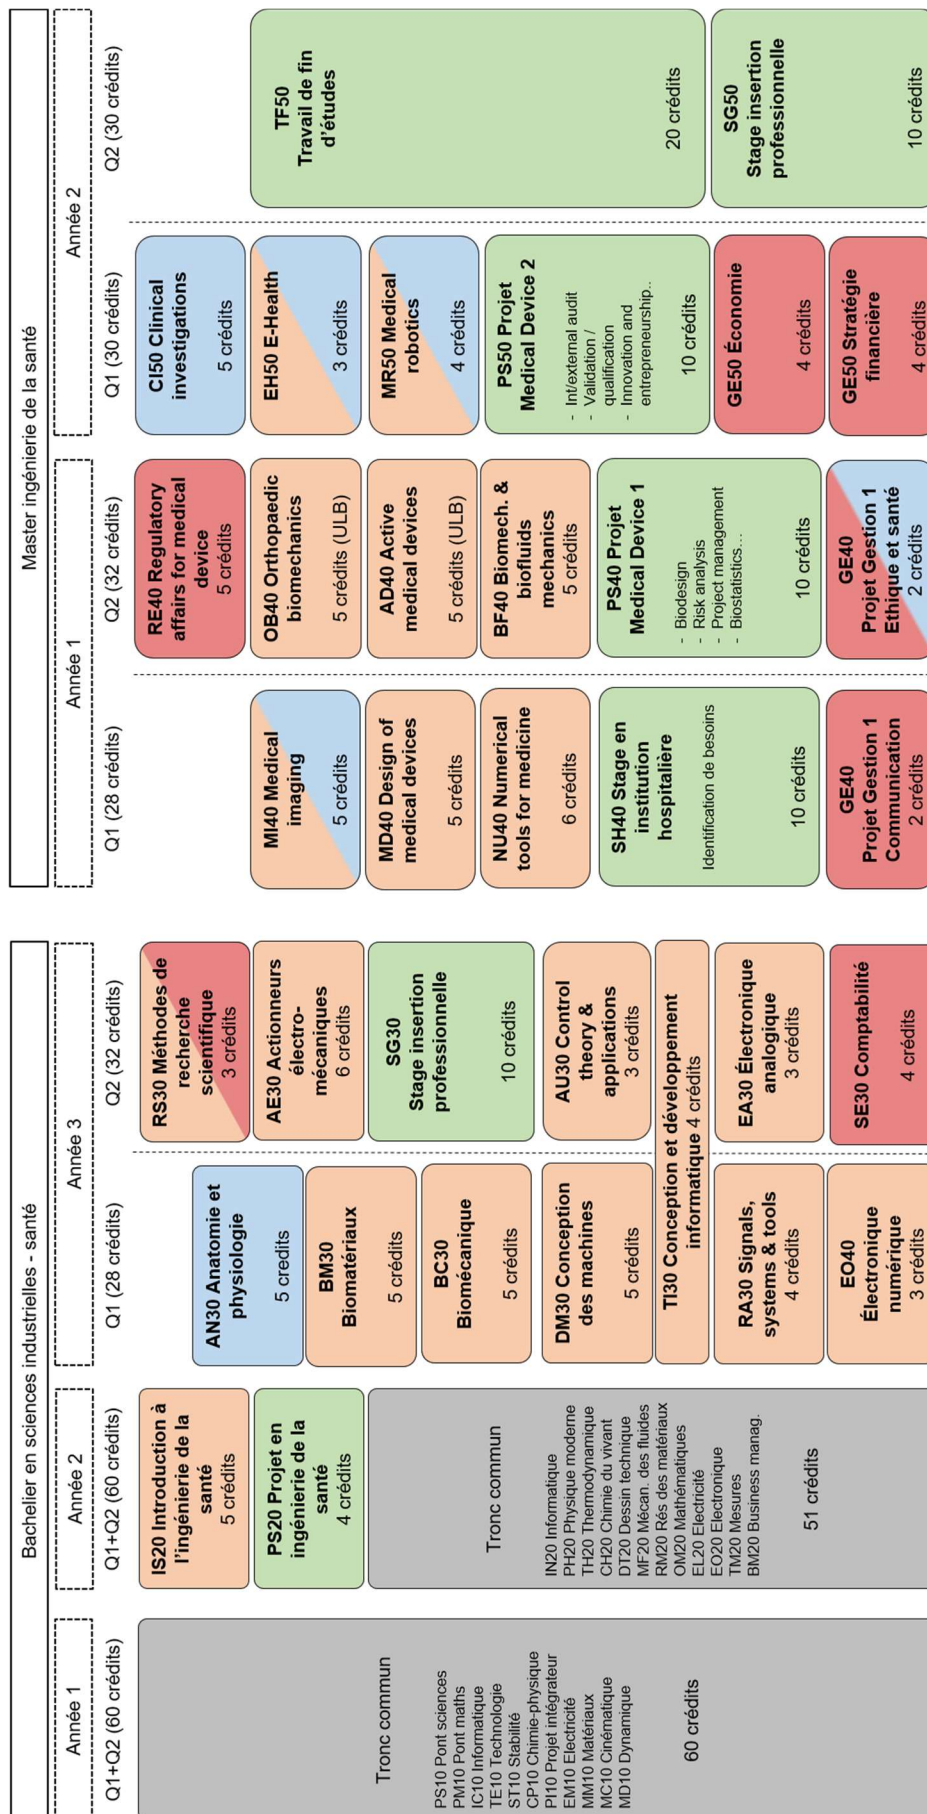 Bachelier en sciences industrielles - santé
Année 1
Q1+Q2 (60 crédits)
Tronc commun
PS10 Pont sciences
PM10 Pont maths
IC10 Informatique
TE10 Technologie
ST10 Stabilité
CP10 Chimie-physique
PI10 Projet intégrateur
EM10 Electricité
MM10 Matériaux
MC10 Cinématique
MD10 Dynamique
60 crédits
Année 2
Q1+Q2 (60 crédits)
IS20 Introduction à
l'ingénierie de la
santé
5 crédits
PS20 Projet en
ingénierie de la
santé
4 crédits
Tronc commun
IN20 Informatique
PH20 Physique moderne
TH20 Thermodynamique
CH20 Chimie du vivant
DT20 Dessin technique
MF20 Mécan. des fluides
RM20 Rés des matériaux
OM20 Mathématiques
EL20 Electricité
EO20 Electronique
TM20 Mesures
BM20 Business manag.
51 crédits
Année 3
Q1 (28 crédits)
AN30 Anatomie et
physiologie
5 credits
BM30
Biomatériaux
5 crédits
BC30
Biomécanique
5 crédits
DM30 Conception
des machines
5 crédits
TI30 Conception et développement
informatique 4 crédits
RA30 Signals,
systems & tools
4 crédits
EO40
Électronique
numérique
3 crédits
Q2 (32 crédits)
RS30 Méthodes de
recherche
scientifique
3 crédits
AE30 Actionneurs
électro-
mécaniques
6 crédits
SG30
Stage insertion
professionnelle
10 crédits
AU30 Control
theory &
applications
3 crédits
EA30 Électronique
analogique
3 crédits
SE30 Comptabilité
4 crédits
Master ingénierie de la santé
Année 1
Q1 (28 crédits)
MI40 Medical
imaging
5 crédits
MD40 Design of
medical devices
5 crédits
NU40 Numerical
tools for medicine
6 crédits
SH40 Stage en
institution
hospitalière
Identification de besoins
10 crédits
GE40
Projet Gestion 1
Communication
2 crédits
Q2 (32 crédits)
RE40 Regulatory
affairs for medical
device
5 crédits
OB40 Orthopaedic
biomechanics
5 crédits (ULB)
AD40 Active
medical devices
5 crédits (ULB)
BF40 Biomech. &
biofluids
mechanics
5 crédits
PS40 Projet
Medical Device 1
- Biodesign
- Risk analysis
- Project management
- Biostatistics...
10 crédits
GE40
Projet Gestion 1
Ethique et santé
2 crédits
Année 2
Q1 (30 crédits)
CI50 Clinical
investigations
5 crédits
EH50 E-Health
3 crédits
MR50 Medical
robotics
4 crédits
PS50 Projet
Medical Device 2
- Int/external audit
- Validation /
qualification
- Innovation and
entrepreneurship..
10 crédits
GE50 Économie
4 crédits
GE50 Stratégie
financière
4 crédits
Q2 (30 crédits)
TF50
Travail de fin
d'études
20 crédits
SG50
Stage insertion
professionnelle
10 crédits